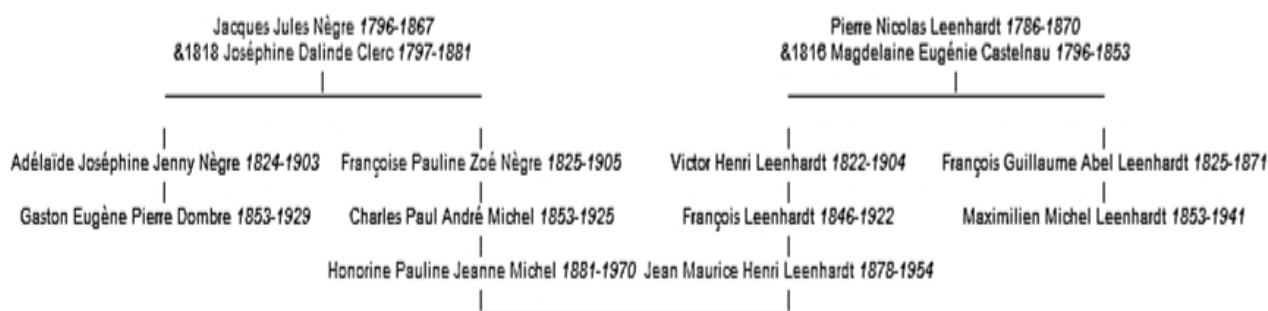 Jacques Jules Nègre 1796-1867
&1818 Joséphine Dalinde Clerc 1797-1881
Pierre Nicolas Leenhardt 1786-1870
&1816 Magdelaine Eugénie Castelnau 1796-1853
Adélaïde Joséphine Jenny Nègre 1824-1903
Françoise Pauline Zoé Nègre 1825-1905
Victor Henri Leenhardt 1822-1904
François Guillaume Abel Leenhardt 1825-1871
Gaston Eugène Pierre Dombre 1853-1929
Charles Paul André Michel 1853-1925
François Leenhardt 1846-1922
Maximilien Michel Leenhardt 1853-1941
Honorine Pauline Jeanne Michel 1881-1970
Jean Maurice Henri Leenhardt 1878-1954